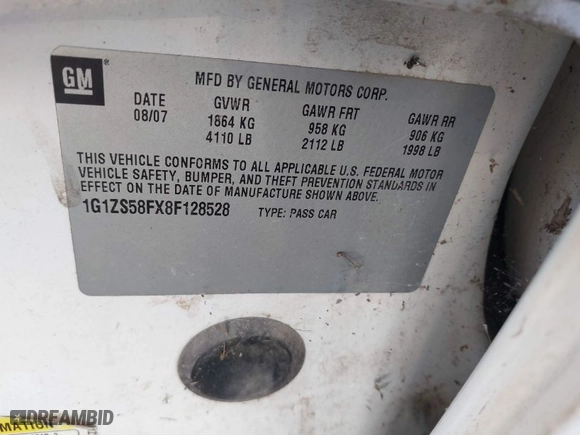 GM ®
MFD BY GENERAL MOTORS CORP.
DATE GVWR GAWR FRT GAWR RR
08/07 1864 KG 958 KG 906 KG
4110 LB 2112 LB 1998 LB
THIS VEHICLE CONFORMS TO ALL APPLICABLE U.S. FEDERAL MOTOR
VEHICLE SAFETY, BUMPER, AND THEFT PREVENTION STANDARDS IN
EFFECT ON THE DATE OF MANUFACTURE SHOWN ABOVE.
1G1ZS58FX8F128528 TYPE: PASS CAR
MATION
DREAMBID